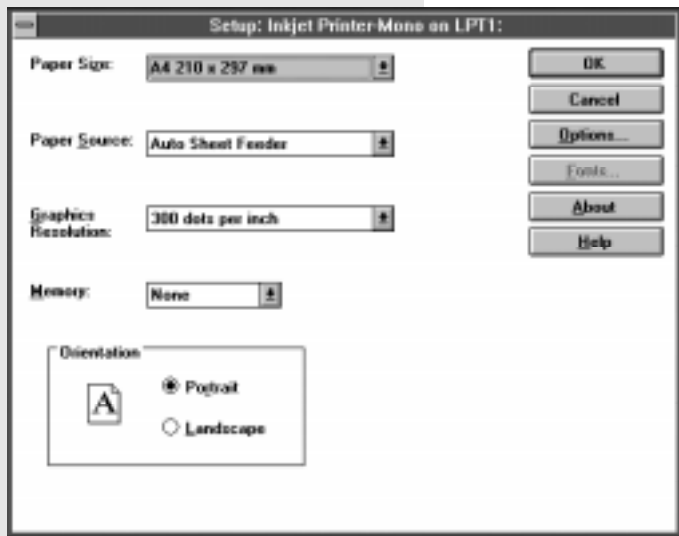 Setup: Inkjet Printer-Mono on LPT1:
Paper Size:
A4 210 x 297 mm
OK
Cancel
Paper Source:
Auto Sheet Feeder
Options...
Fonts...
Graphics
Resolution:
300 dots per inch
About
Help
Memory:
None
Orientation
A
Portrait
Landscape